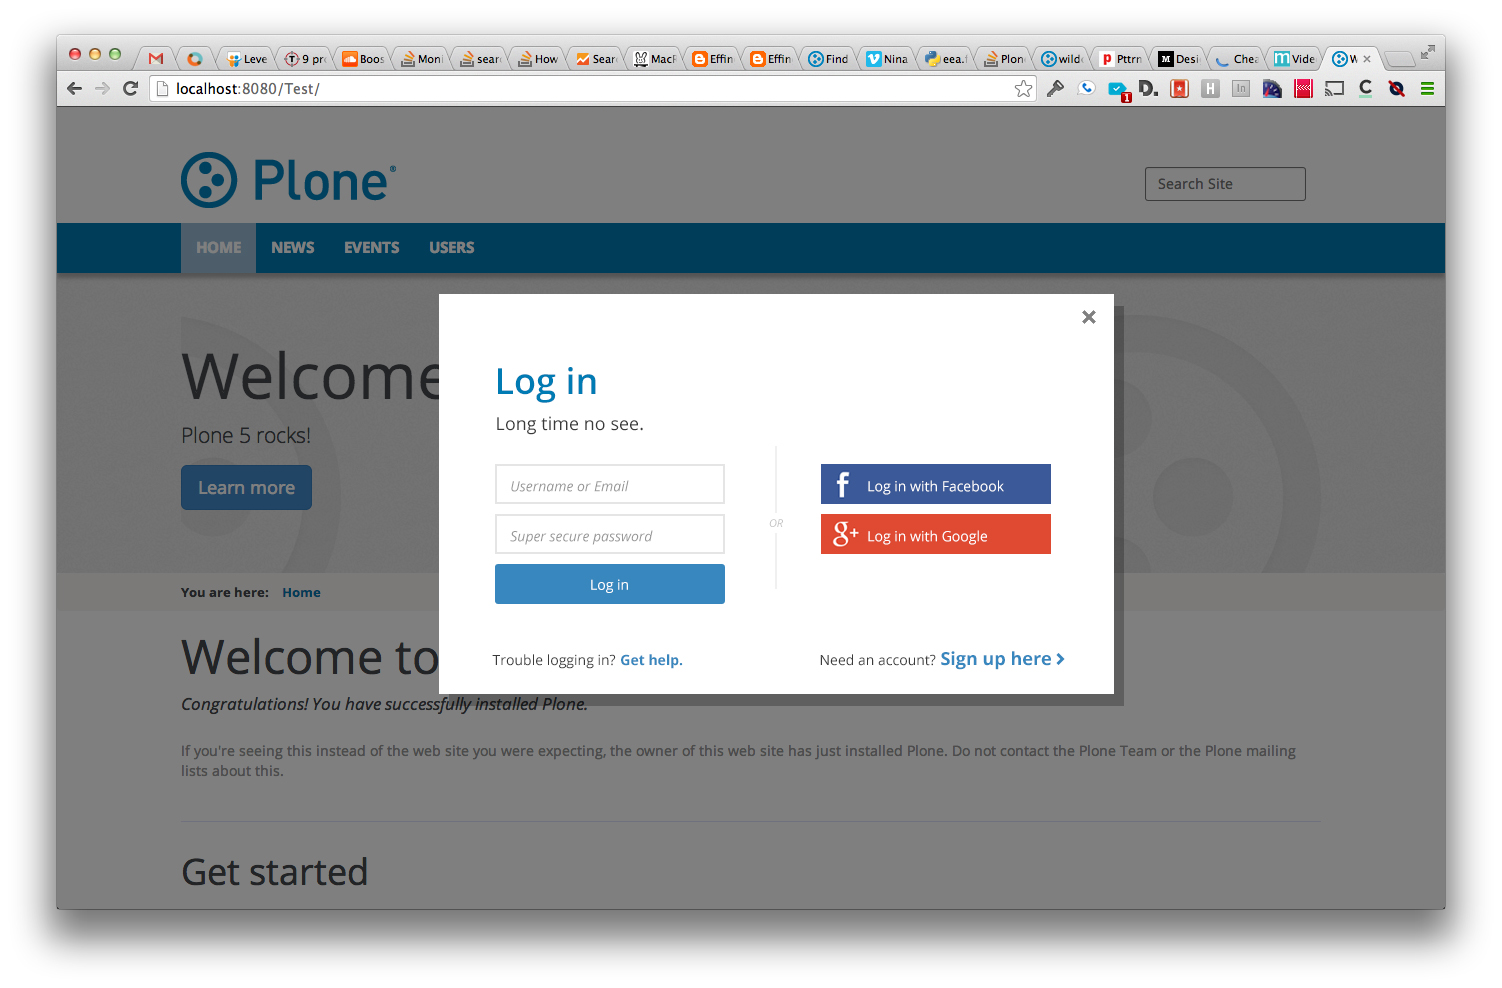 Leve
9 pr
Boos
Moni
sear
How
Sear
MacR
Effin
Effin
Find
Nina
eea.f
Plon
wild
Pttrn
Desi
Chea
Vide
W
localhost:8080/Test/
D.
H
In
C
1
Plone®
Search Site
HOME NEWS EVENTS USERS
Welcome
Plone 5 rocks!
Learn more
Log in
Long time no see.
Username or Email
Super secure password
Log in
OR
f Log in with Facebook
g+ Log in with Google
Trouble logging in? Get help.
Need an account? Sign up here
You are here: Home
Welcome to
Congratulations! You have successfully installed Plone.
If you're seeing this instead of the web site you were expecting, the owner of this web site has just installed Plone. Do not contact the Plone Team or the Plone mailing
lists about this.
Get started